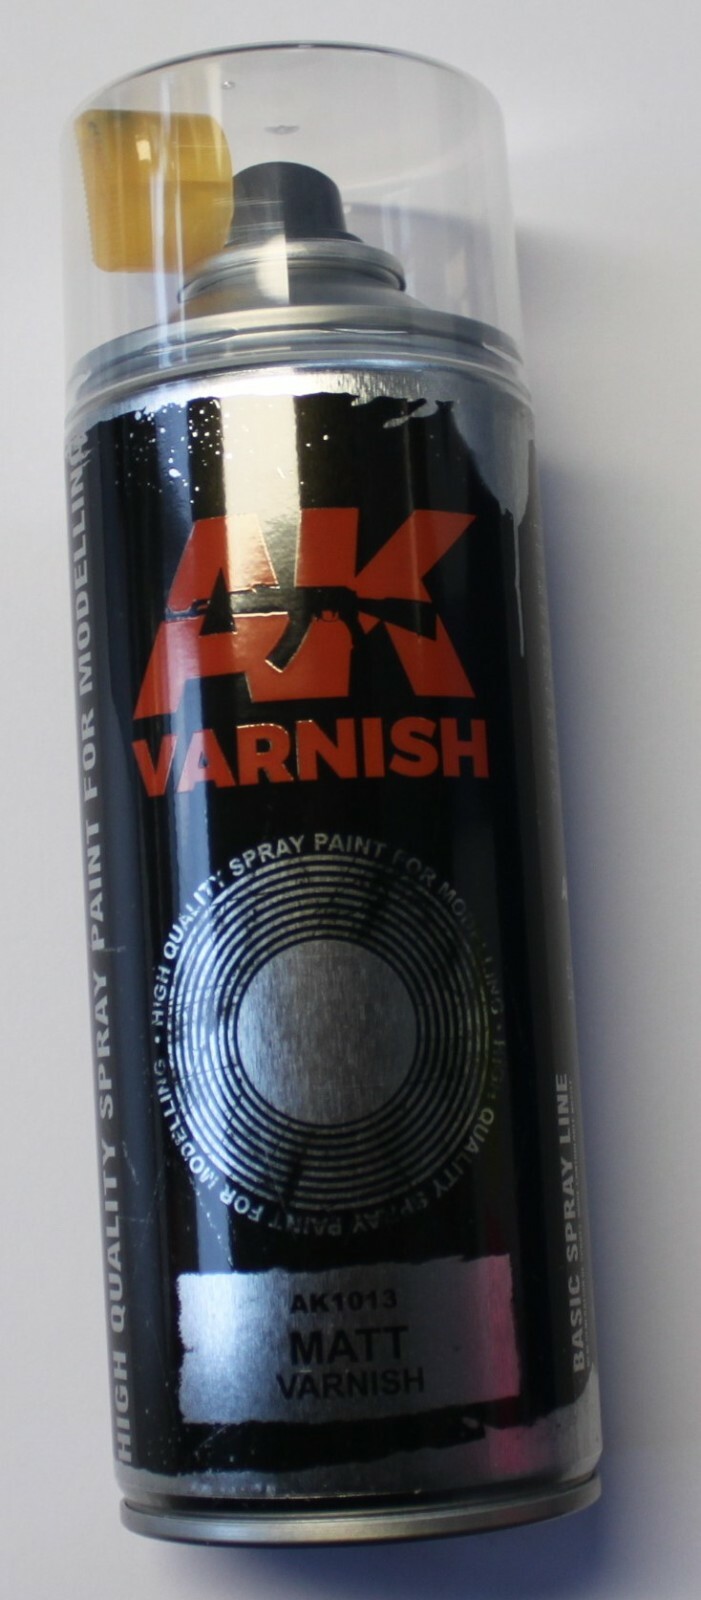 AK
VARNISH
HIGH QUALITY SPRAY PAINT FOR MODELLING
• HIGH QUALITY SPRAY PAINT FOR MODELLING • HIGH QUALITY SPRAY PAINT FOR MODELLING
AK1013
MATT
VARNISH
BASIC SPRAY LINE